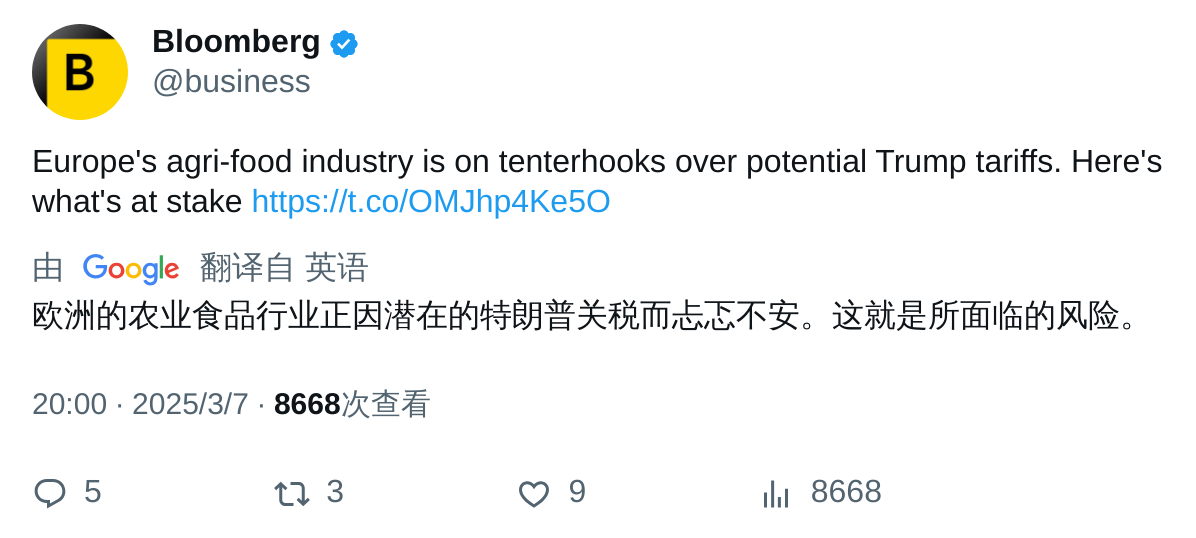 B
Bloomberg
@business
Europe's agri-food industry is on tenterhooks over potential Trump tariffs. Here's
what's at stake https://t.co/OMJhp4Ke5O
由 Google 翻译自 英语
欧洲的农业食品行业正因潜在的特朗普关税而忐忑不安。这就是所面临的风险。
20:00 · 2025/3/7 · 8668次查看
5 3 9 8668